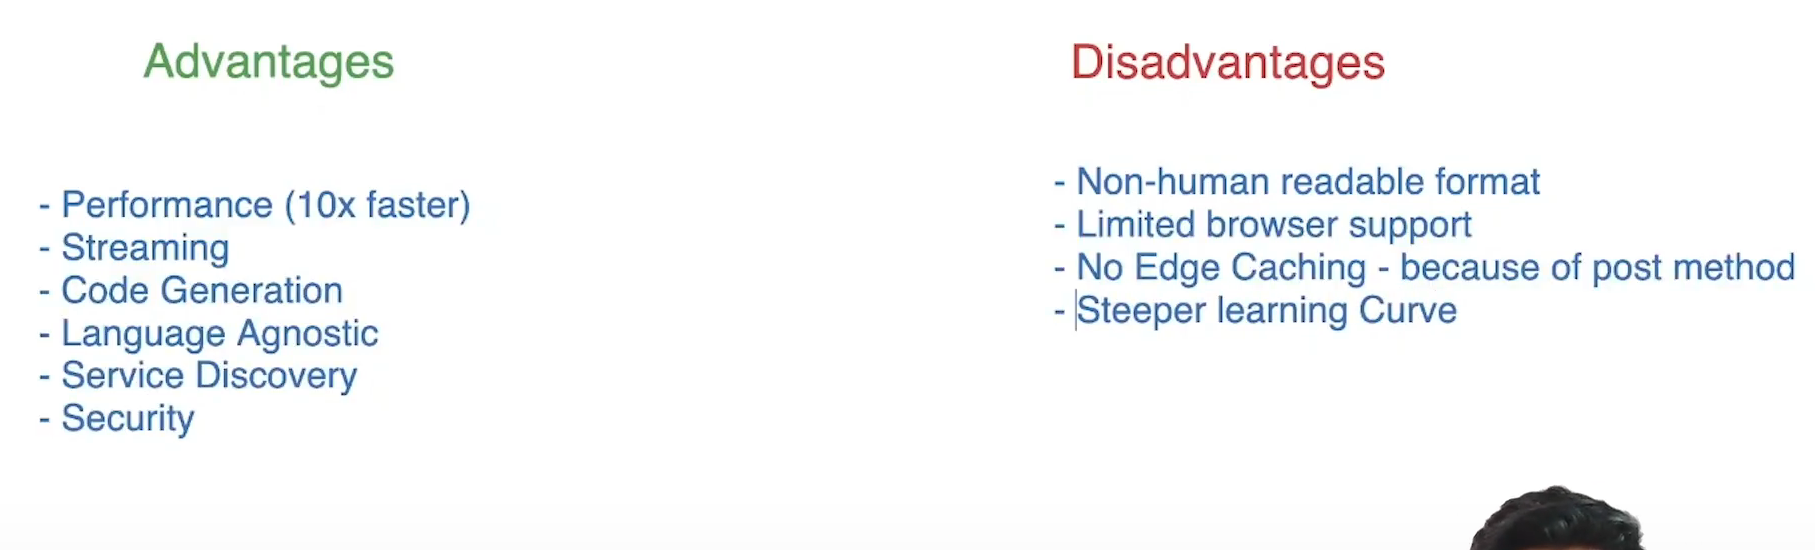 Advantages
- Performance (10x faster)
- Streaming
- Code Generation
- Language Agnostic
- Service Discovery
- Security
Disadvantages
- Non-human readable format
- Limited browser support
- No Edge Caching - because of post method
- Steeper learning Curve